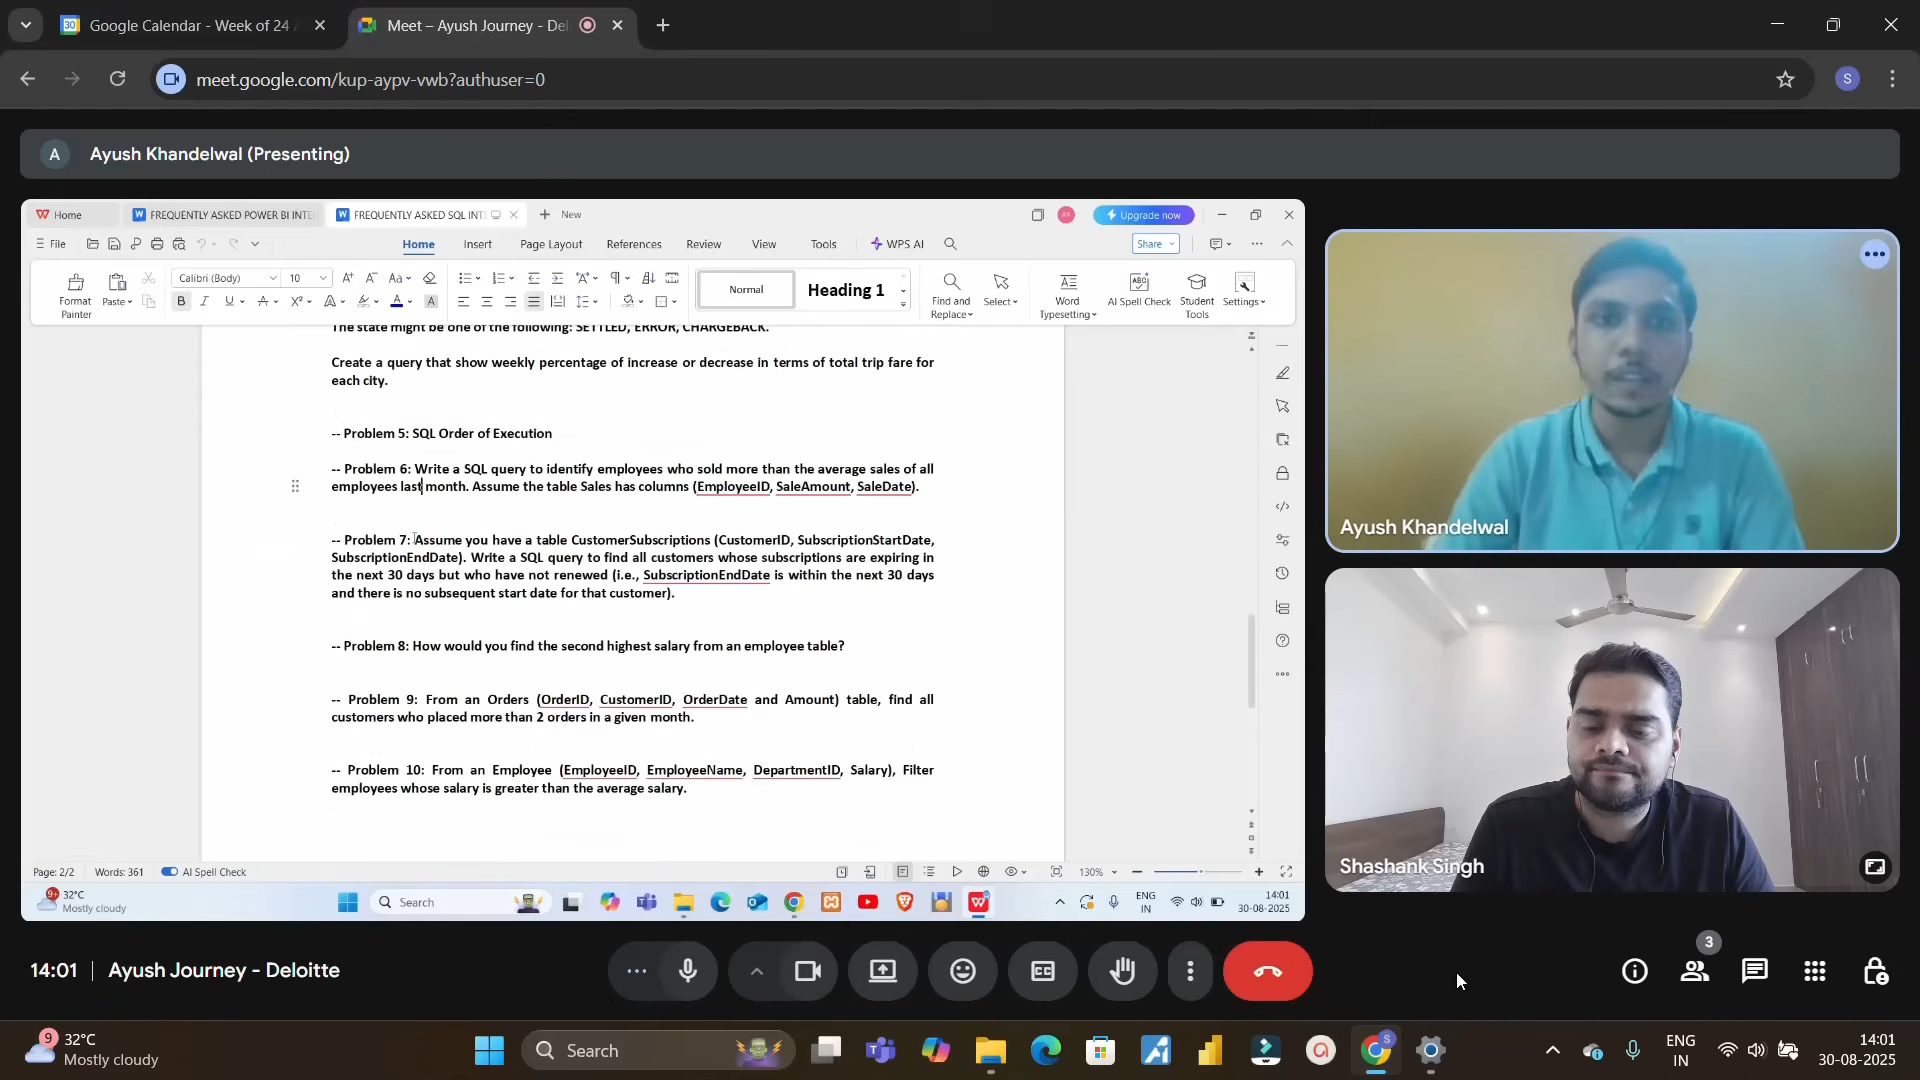 Google Calendar - Week of 24
Meet – Ayush Journey - Del
meet.google.com/kup-aypv-vwb?authuser=0
S
A
Ayush Khandelwal (Presenting)
Home
FREQUENTLY ASKED POWER BI INTE
FREQUENTLY ASKED SQL INT
New
Upgrade now
File
Home
Insert
Page Layout
References
Review
View
Tools
WPS AI
Share
Format Painter
Paste
Calibri (Body)
10
Normal
Heading 1
Find and Replace
Select
Word Typesetting
AI Spell Check
Student Tools
Settings
The state might be one of the following: SETTLED, ERROR, CHARGEBACK.
Create a query that show weekly percentage of increase or decrease in terms of total trip fare for
each city.
-- Problem 5: SQL Order of Execution
-- Problem 6: Write a SQL query to identify employees who sold more than the average sales of all
employees last month. Assume the table Sales has columns (EmployeeID, SaleAmount, SaleDate).
-- Problem 7: Assume you have a table CustomerSubscriptions (CustomerID, SubscriptionStartDate,
SubscriptionEndDate). Write a SQL query to find all customers whose subscriptions are expiring in
the next 30 days but who have not renewed (i.e., SubscriptionEndDate is within the next 30 days
and there is no subsequent start date for that customer).
-- Problem 8: How would you find the second highest salary from an employee table?
-- Problem 9: From an Orders (OrderID, CustomerID, OrderDate and Amount) table, find all
customers who placed more than 2 orders in a given month.
-- Problem 10: From an Employee (EmployeeID, EmployeeName, DepartmentID, Salary), Filter
employees whose salary is greater than the average salary.
Page: 2/2
Words: 361
AI Spell Check
130%
32°C
Mostly cloudy
Search
ENG
IN
14:01
30-08-2025
Ayush Khandelwal
Shashank Singh
14:01
Ayush Journey - Deloitte
3
9
32°C
Mostly cloudy
Search
ENG
IN
14:01
30-08-2025